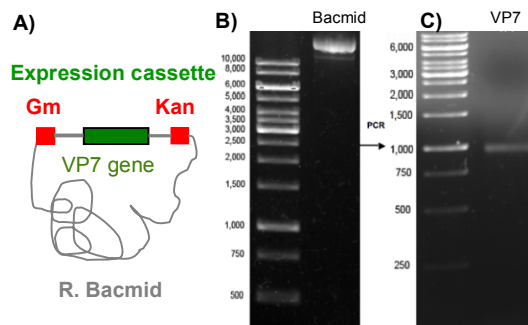 A)
Expression cassette
Gm Kan
VP7 gene
R. Bacmid
B) Bacmid
10,000
8,000
6,000
5,000
4,000
3,500
3,000
2,500
2,000
1,500
1,000
750
500
PCR
C) VP7
6,000
3,000
2,000
1,500
1,000
750
500
250